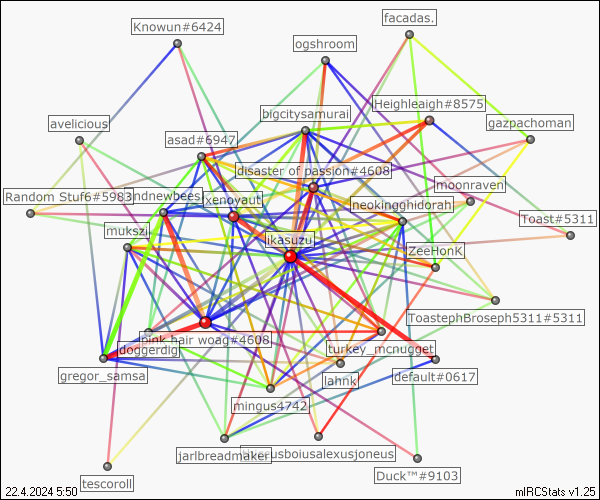 facadas.
Knowun#6424
ogshroom
Heighleaigh#8575
bigcitysamurai
gazpachoman
avelicious
asad#6947
disaster of passion#4608
moonraven
Random Stuf6#5983
ndnewbees
xenoyaut
neokingghidorah
Toast#5311
mukszi
ikasuzu
ZeeHonK
ToastephBroseph5311#5311
pink hair woag#4608
doggerdigi
turkey_mcnugget
gregor_samsa
lahnk
default#0617
mingus4742
jarlbreadmaker
rusboiusalexusjoneus
tescoroll
Duck™#9103
22.4.2024 5:50
mIRCStats v1.25